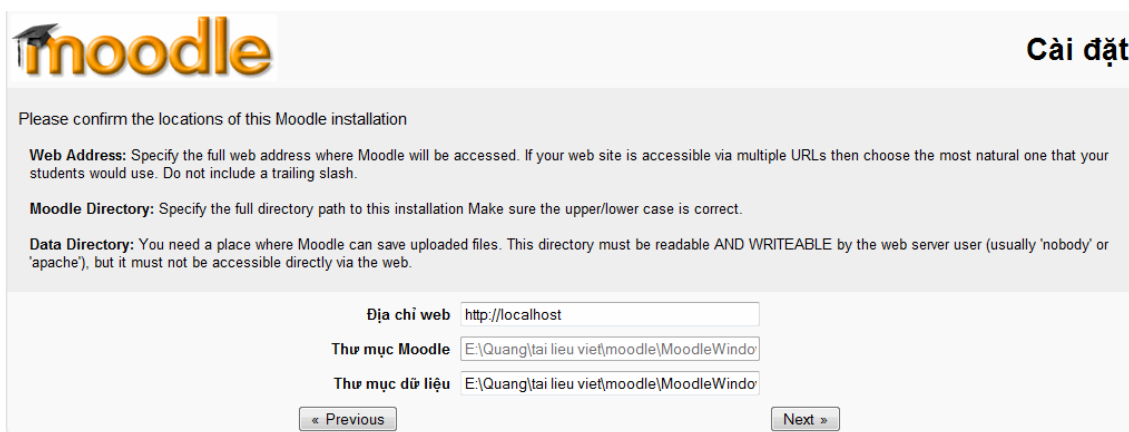 moodle
Cài đặt
Please confirm the locations of this Moodle installation
Web Address: Specify the full web address where Moodle will be accessed. If your web site is accessible via multiple URLs then choose the most natural one that your
students would use. Do not include a trailing slash.
Moodle Directory: Specify the full directory path to this installation Make sure the upper/lower case is correct.
Data Directory: You need a place where Moodle can save uploaded files. This directory must be readable AND WRITEABLE by the web server user (usually 'nobody' or
'apache'), but it must not be accessible directly via the web.
Địa chỉ web http://localhost
Thư mục Moodle E:\Quang\tai lieu viet\moodle\MoodleWindo
Thư mục dữ liệu E:\Quang\tai lieu viet\moodle\MoodleWindo
« Previous Next »